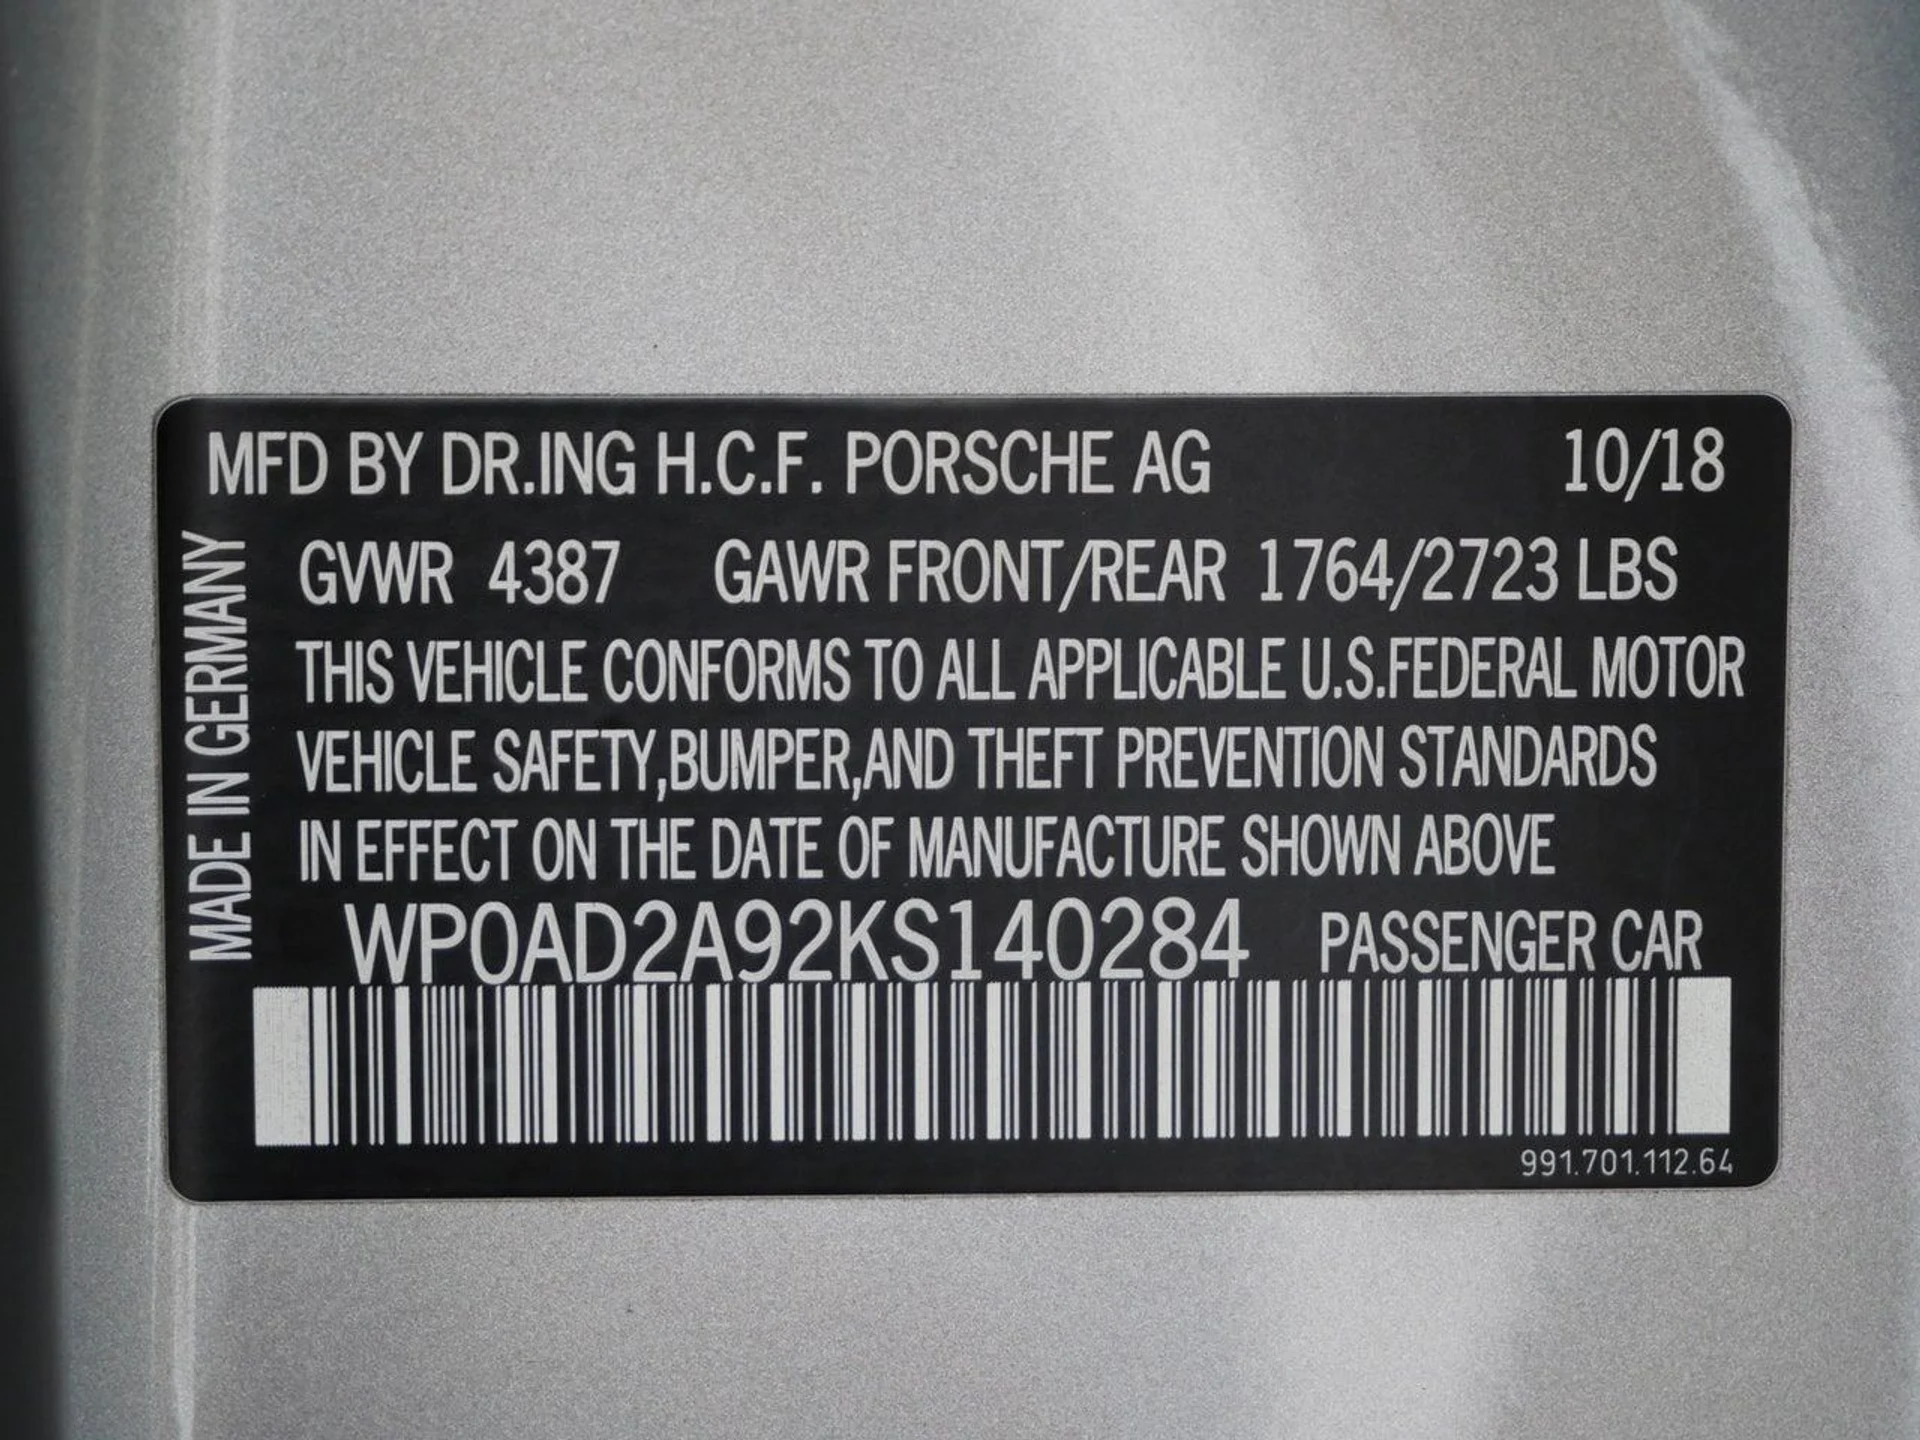 MFD BY DR.ING H.C.F. PORSCHE AG 10/18
GVWR 4387 GAWR FRONT/REAR 1764/2723 LBS
THIS VEHICLE CONFORMS TO ALL APPLICABLE U.S.FEDERAL MOTOR
VEHICLE SAFETY,BUMPER,AND THEFT PREVENTION STANDARDS
IN EFFECT ON THE DATE OF MANUFACTURE SHOWN ABOVE
WP0AD2A92KS140284 PASSENGER CAR
991.701.112.64
MADE IN GERMANY